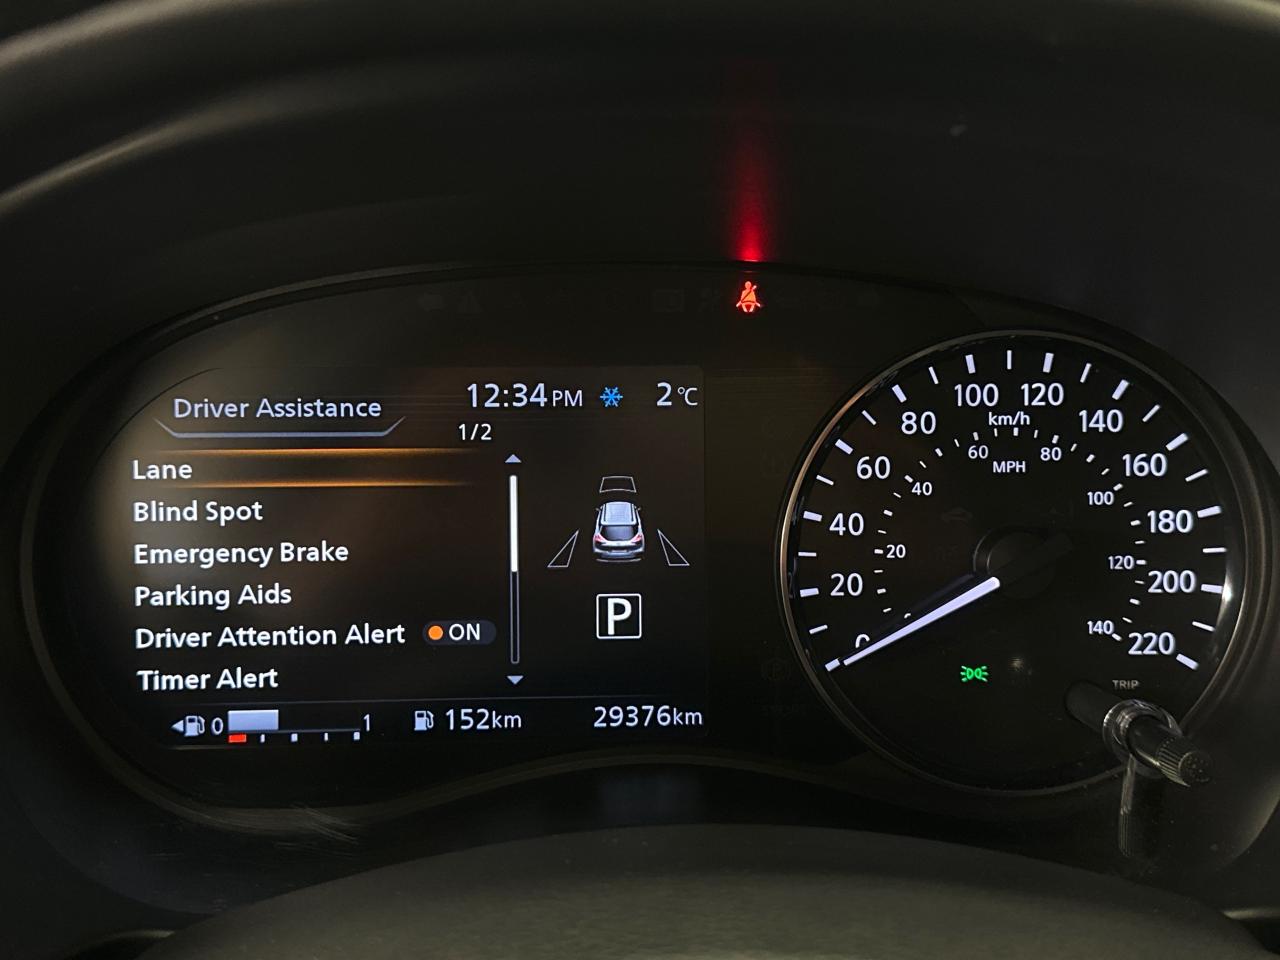 Driver Assistance
12:34PM 2°C
1/2
Lane
Blind Spot
Emergency Brake
Parking Aids
Driver Attention Alert ON
Timer Alert
P
0 1 152km 29376km
0 20 40 60 80 100 120 140 160 180 200 220
km/h
20 40 60 80 100 120 140
MPH
TRIP